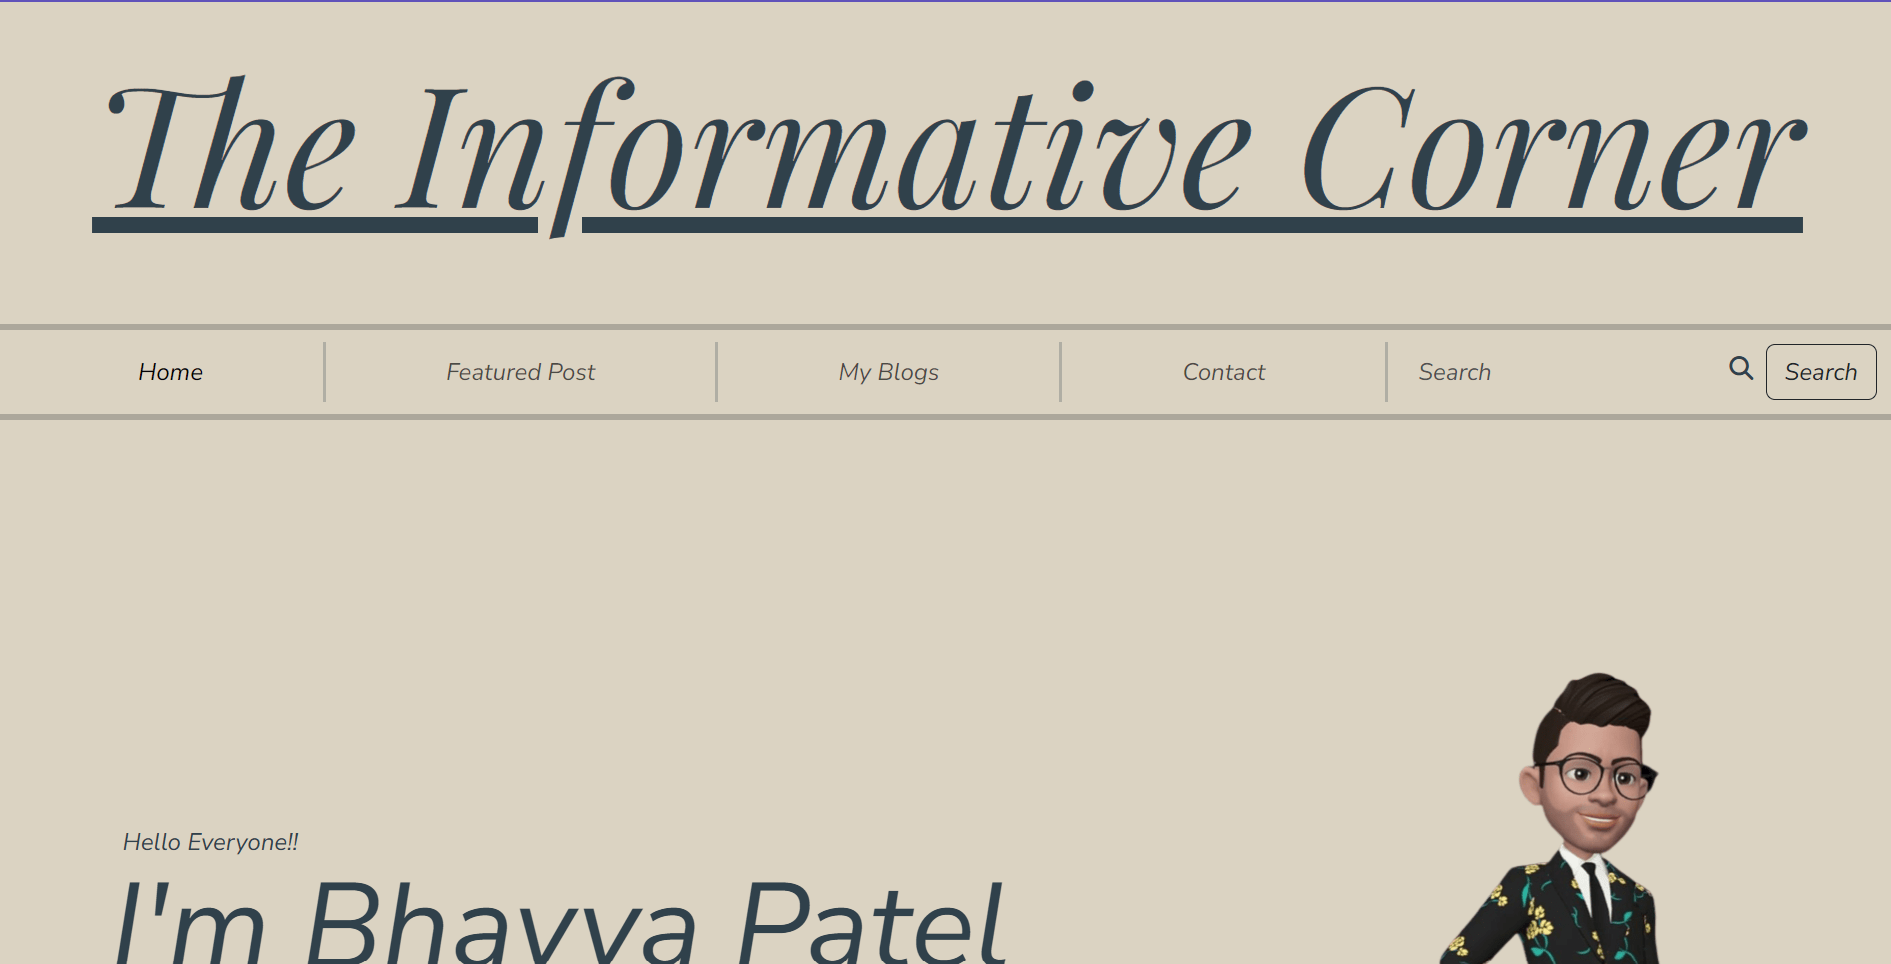 The Informative Corner
Home Featured Post My Blogs Contact Search Search
Hello Everyone!!
I'm Bhavya Patel